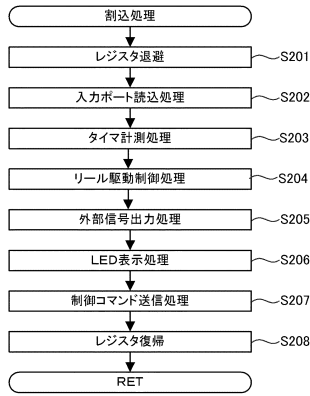 割込処理
レジスタ退避 S201
入力ポート読込処理 S202
タイマ計測処理 S203
リール駆動制御処理 S204
外部信号出力処理 S205
LED表示処理 S206
制御コマンド送信処理 S207
レジスタ復帰 S208
RET